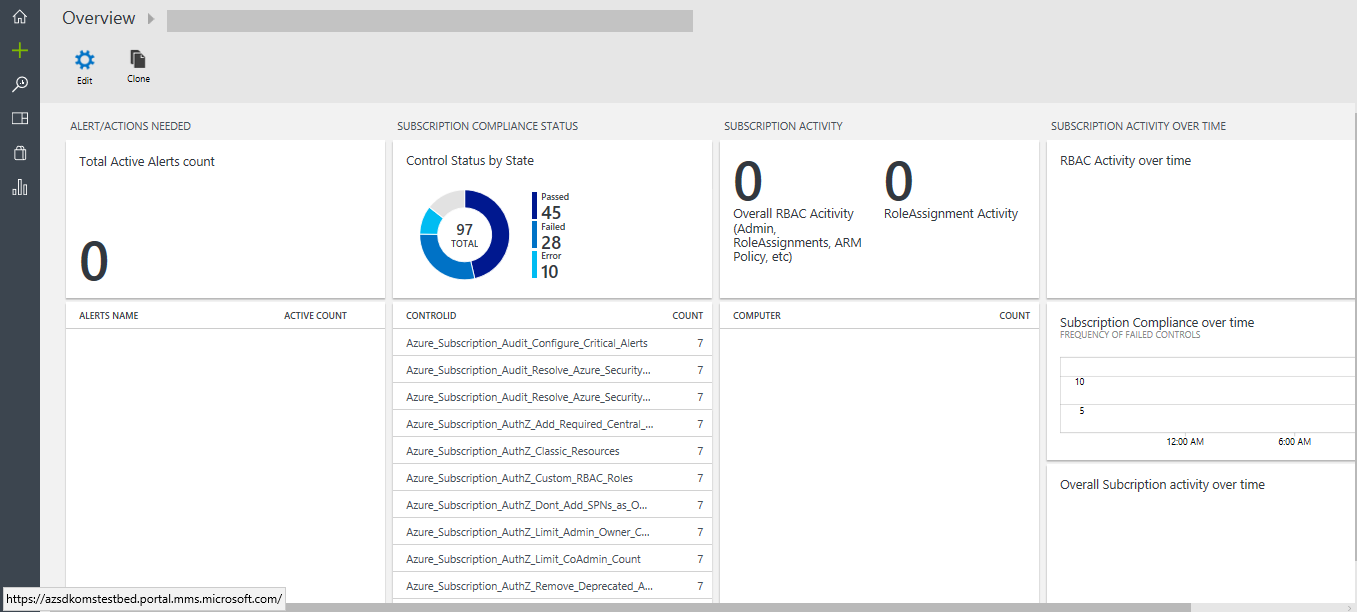 Overview
Edit
Clone
ALERT/ACTIONS NEEDED
Total Active Alerts count
0
ALERTS NAME ACTIVE COUNT
SUBSCRIPTION COMPLIANCE STATUS
Control Status by State
97
TOTAL
Passed
45
Failed
28
Error
10
CONTROLID COUNT
Azure_Subscription_Audit_Configure_Critical_Alerts 7
Azure_Subscription_Audit_Resolve_Azure_Security... 7
Azure_Subscription_Audit_Resolve_Azure_Security... 7
Azure_Subscription_AuthZ_Add_Required_Central_... 7
Azure_Subscription_AuthZ_Classic_Resources 7
Azure_Subscription_AuthZ_Custom_RBAC_Roles 7
Azure_Subscription_AuthZ_Dont_Add_SPNs_as_O... 7
Azure_Subscription_AuthZ_Limit_Admin_Owner_C... 7
Azure_Subscription_AuthZ_Limit_CoAdmin_Count 7
Azure_Subscription_AuthZ_Remove_Deprecated_A... 7
SUBSCRIPTION ACTIVITY
0
Overall RBAC Acitivity
(Admin,
RoleAssignments, ARM
Policy, etc)
0
RoleAssignment Activity
COMPUTER COUNT
SUBSCRIPTION ACTIVITY OVER TIME
RBAC Activity over time
Subscription Compliance over time
FREQUENCY OF FAILED CONTROLS
10
5
12:00 AM 6:00 AM
Overall Subcription activity over time
https://azsdkomstestbed.portal.mms.microsoft.com/